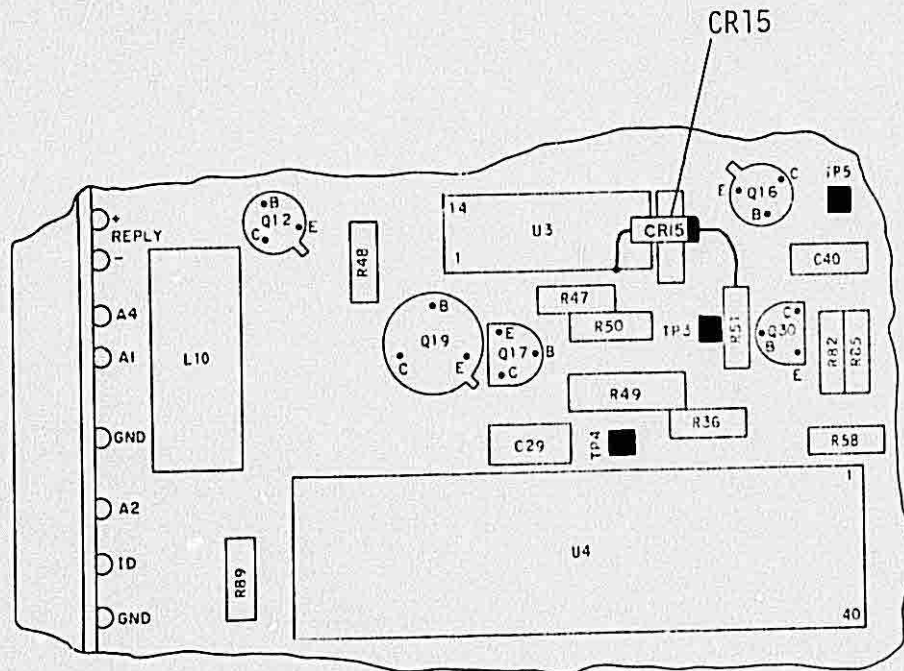 CR15
+
REPLY
-
A4
A1
GND
A2
ID
GND
L10
B
Q12
E
C
R48
14
U3
1
CR15
E
Q16
C
B
TP5
C40
R47
R50
TP3
R51
C
Q30
B
E
R82
B
Q19
C
E
E
Q17
B
C
R49
R36
C29
TP4
R58
R89
U4
1
40